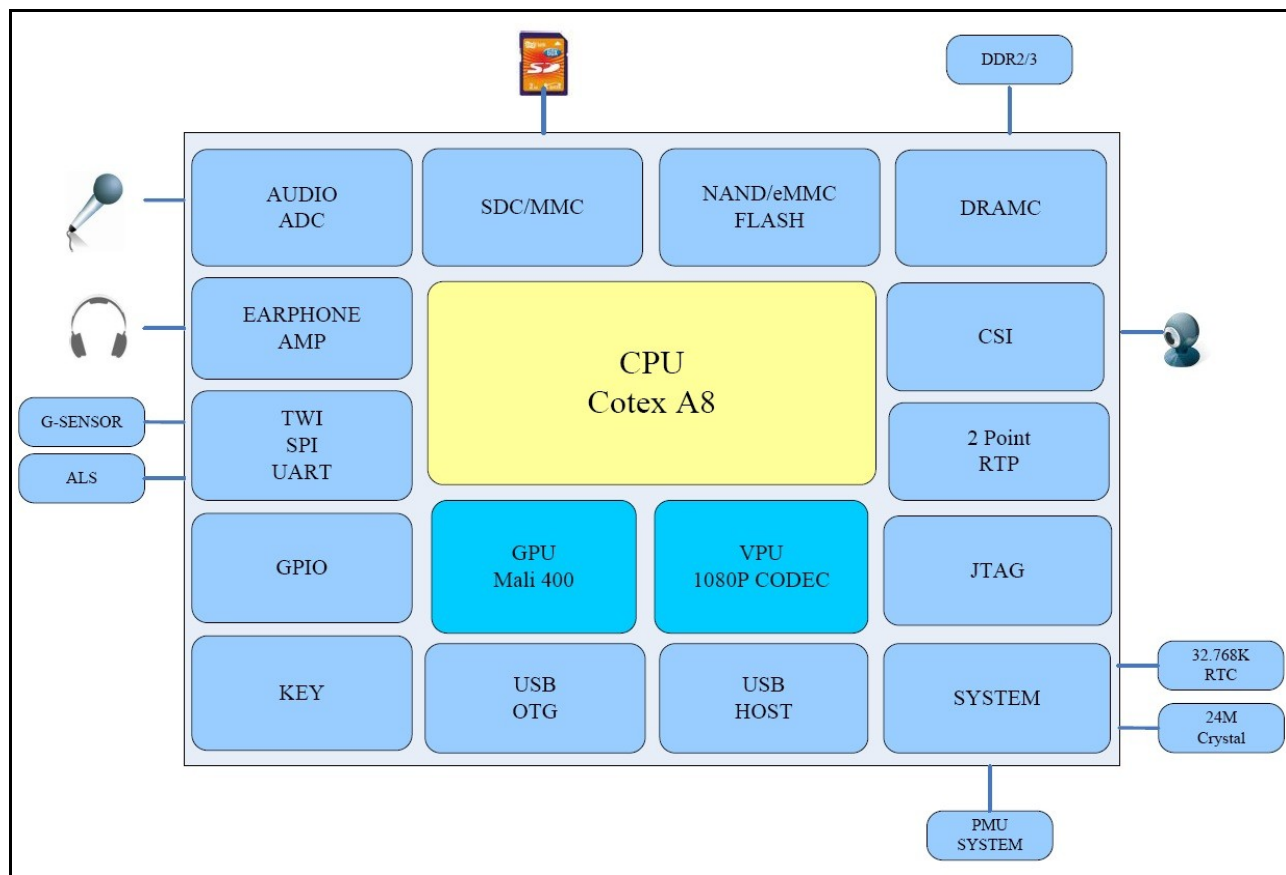 DDR2/3
AUDIO
ADC
SDC/MMC
NAND/eMMC
FLASH
DRAMC
EARPHONE
AMP
CPU
Cotex A8
CSI
G-SENSOR
ALS
TWI
SPI
UART
2 Point
RTP
GPIO
GPU
Mali 400
VPU
1080P CODEC
JTAG
KEY
USB
OTG
USB
HOST
SYSTEM
32.768K
RTC
24M
Crystal
PMU
SYSTEM